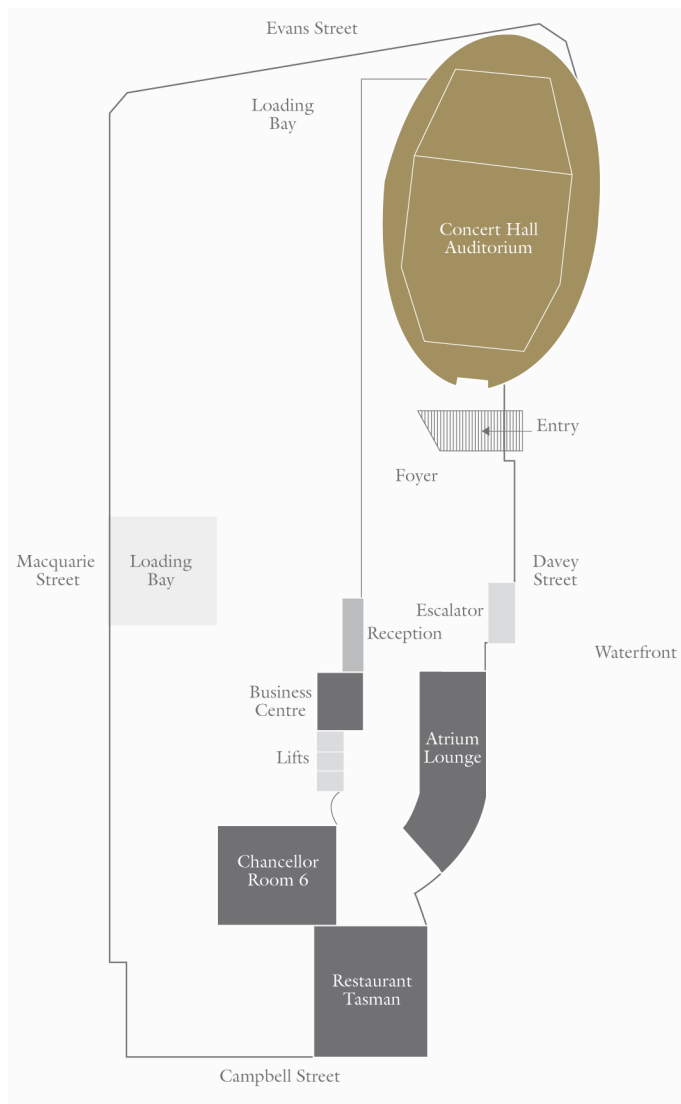 Evans Street
Loading
Bay
Concert Hall
Auditorium
Entry
Foyer
Macquarie
Street
Loading
Bay
Davey
Street
Escalator
Reception
Waterfront
Business
Centre
Atrium
Lounge
Lifts
Chancellor
Room 6
Restaurant
Tasman
Campbell Street